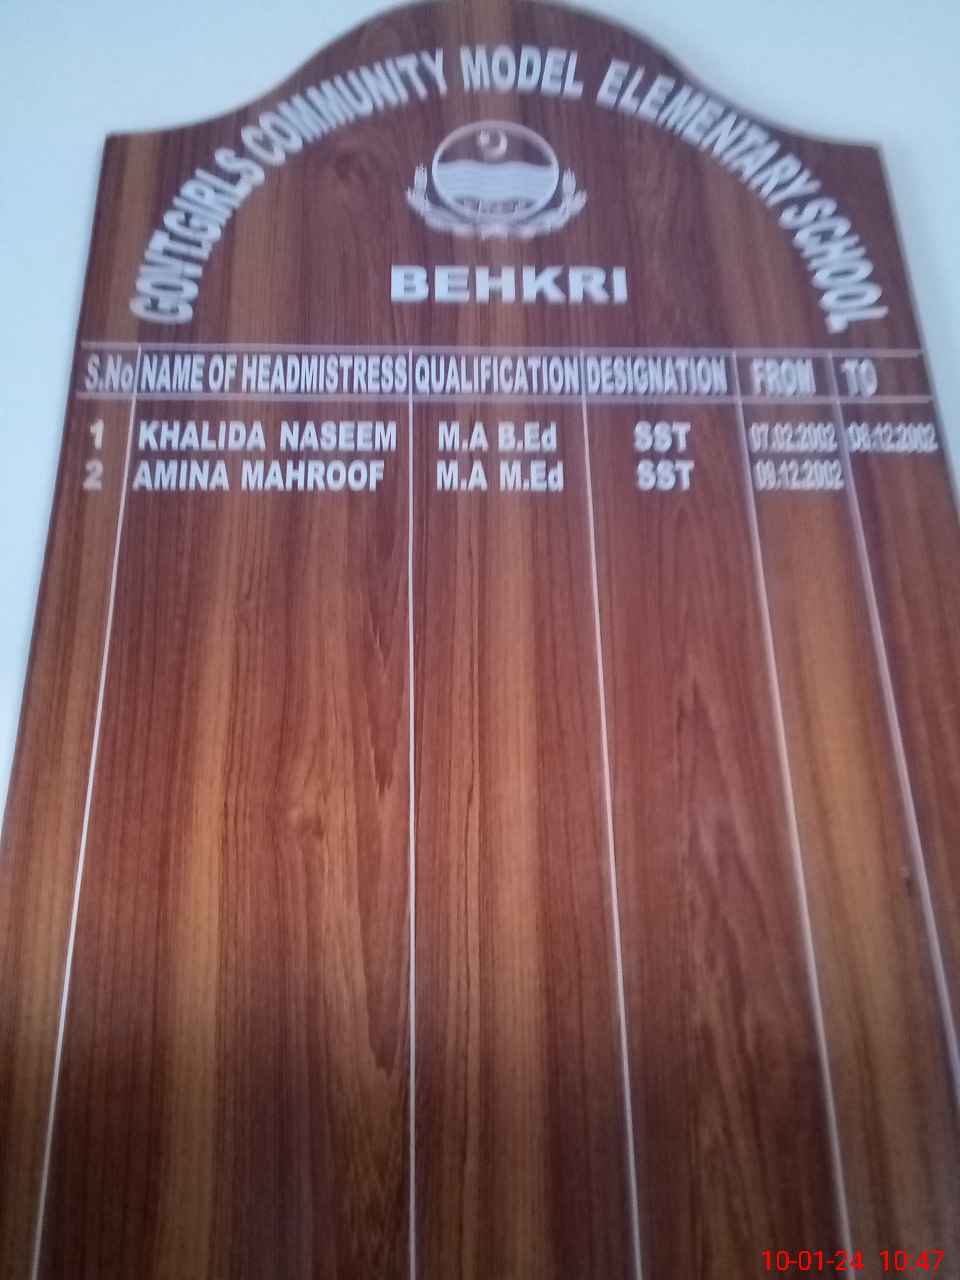 GOVT.GIRLS COMMUNITY MODEL ELEMENTARY SCHOOL
BEHKRI
S.No NAME OF HEADMISTRESS QUALIFICATION DESIGNATION FROM TO
1 KHALIDA NASEEM M.A B.Ed SST 07.02.2002 08.12.2002
2 AMINA MAHROOF M.A M.Ed SST 09.12.2002
10-01-24 10:47